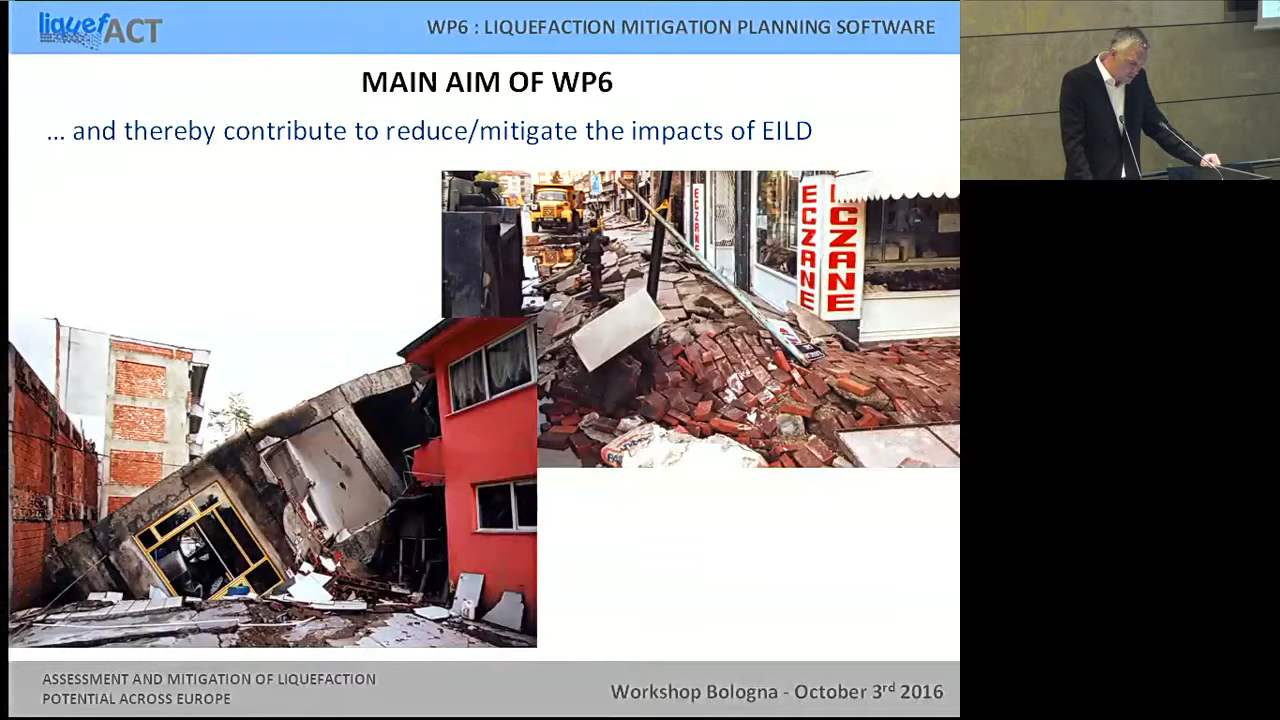 liquefACT
WP6 : LIQUEFACTION MITIGATION PLANNING SOFTWARE
MAIN AIM OF WP6
... and thereby contribute to reduce/mitigate the impacts of EILD
ECZANE
ECZANE
ECZANE
ASSESSMENT AND MITIGATION OF LIQUEFACTION
POTENTIAL ACROSS EUROPE
Workshop Bologna - October 3rd 2016